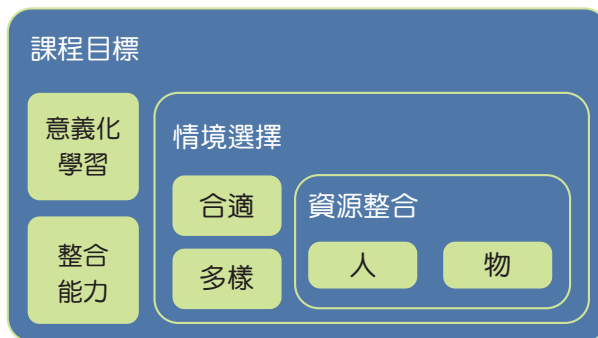 課程目標
意義化
學習
整合
能力
情境選擇
合適
多樣
資源整合
人
物